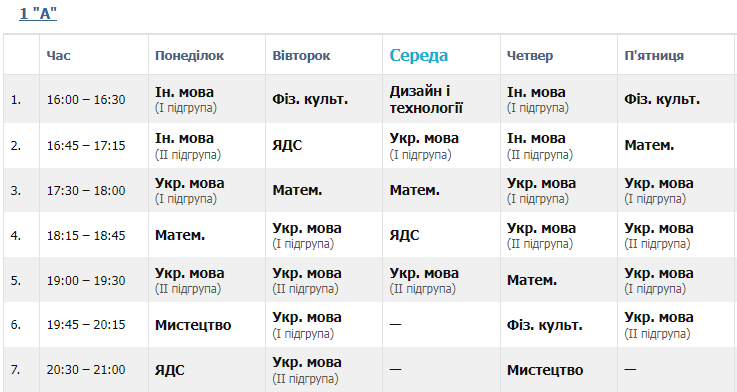 1 "А"
Час Понеділок Вівторок Середа Четвер П'ятниця
1. 16:00 – 16:30 Ін. мова (І підгрупа) Фіз. культ. Дизайн і технології Ін. мова (І підгрупа) Фіз. культ.
2. 16:45 – 17:15 Ін. мова (ІІ підгрупа) ЯДС Укр. мова (І підгрупа) Ін. мова (ІІ підгрупа) Матем.
3. 17:30 – 18:00 Укр. мова (І підгрупа) Матем. Матем. Укр. мова (І підгрупа) Укр. мова (І підгрупа)
4. 18:15 – 18:45 Матем. Укр. мова (І підгрупа) ЯДС Укр. мова (ІІ підгрупа) Укр. мова (ІІ підгрупа)
5. 19:00 – 19:30 Укр. мова (ІІ підгрупа) Укр. мова (ІІ підгрупа) Укр. мова (ІІ підгрупа) Матем. Укр. мова (І підгрупа)
6. 19:45 – 20:15 Мистецтво Укр. мова (І підгрупа) — Фіз. культ. Укр. мова (ІІ підгрупа)
7. 20:30 – 21:00 ЯДС Укр. мова (ІІ підгрупа) — Мистецтво —